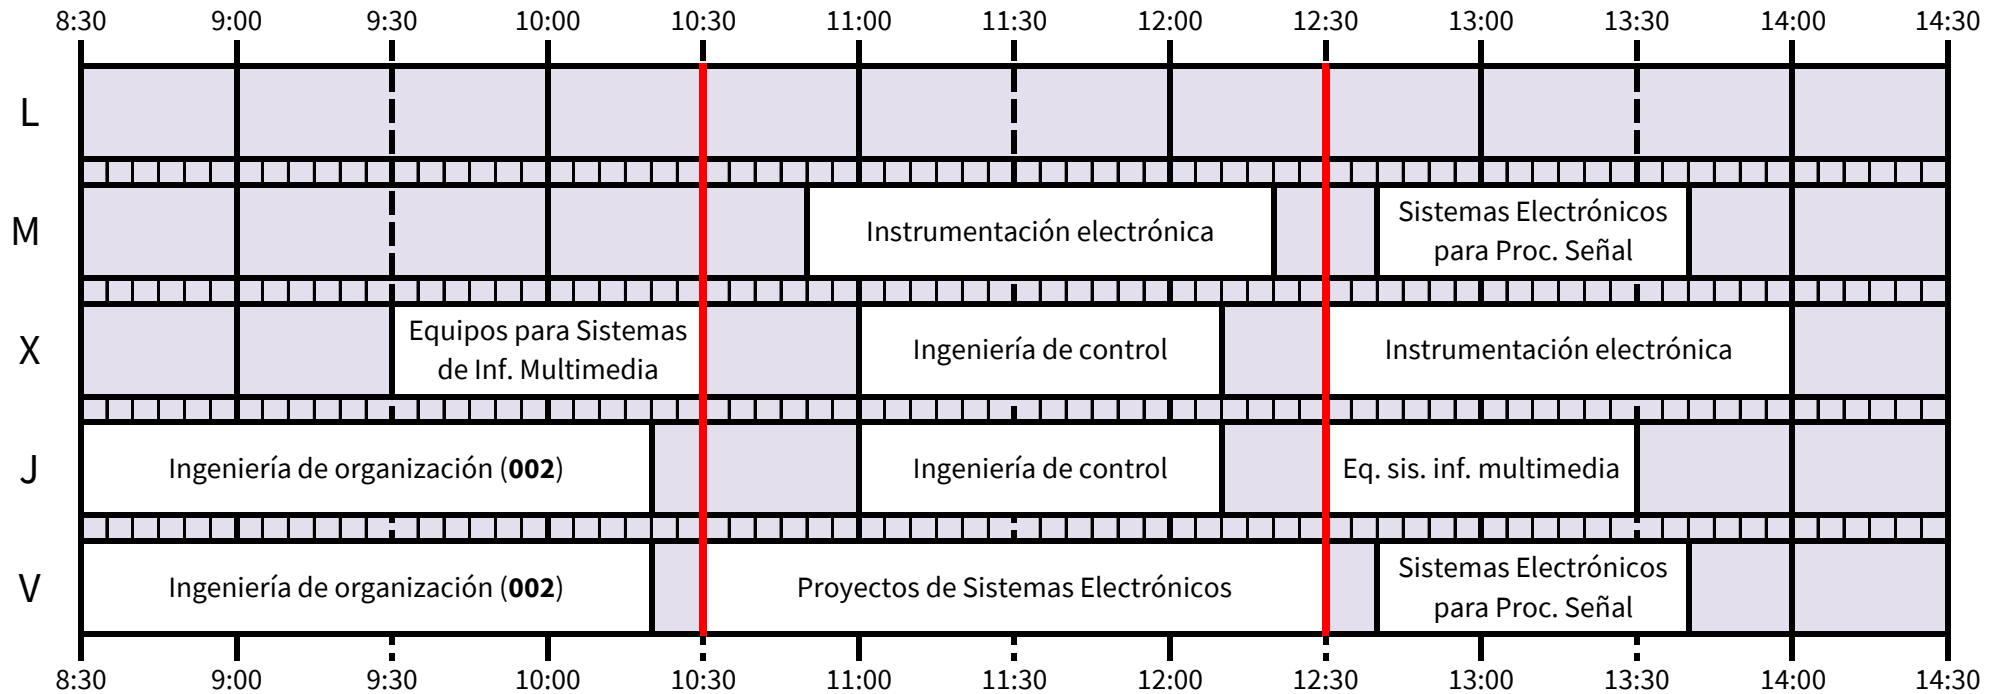 8:30 9:00 9:30 10:00 10:30 11:00 11:30 12:00 12:30 13:00 13:30 14:00 14:30
L
M
Instrumentación electrónica
Sistemas Electrónicos
para Proc. Señal
X
Equipos para Sistemas
de Inf. Multimedia
Ingeniería de control
Instrumentación electrónica
J
Ingeniería de organización (002)
Ingeniería de control
Eq. sis. inf. multimedia
V
Ingeniería de organización (002)
Proyectos de Sistemas Electrónicos
Sistemas Electrónicos
para Proc. Señal
8:30 9:00 9:30 10:00 10:30 11:00 11:30 12:00 12:30 13:00 13:30 14:00 14:30